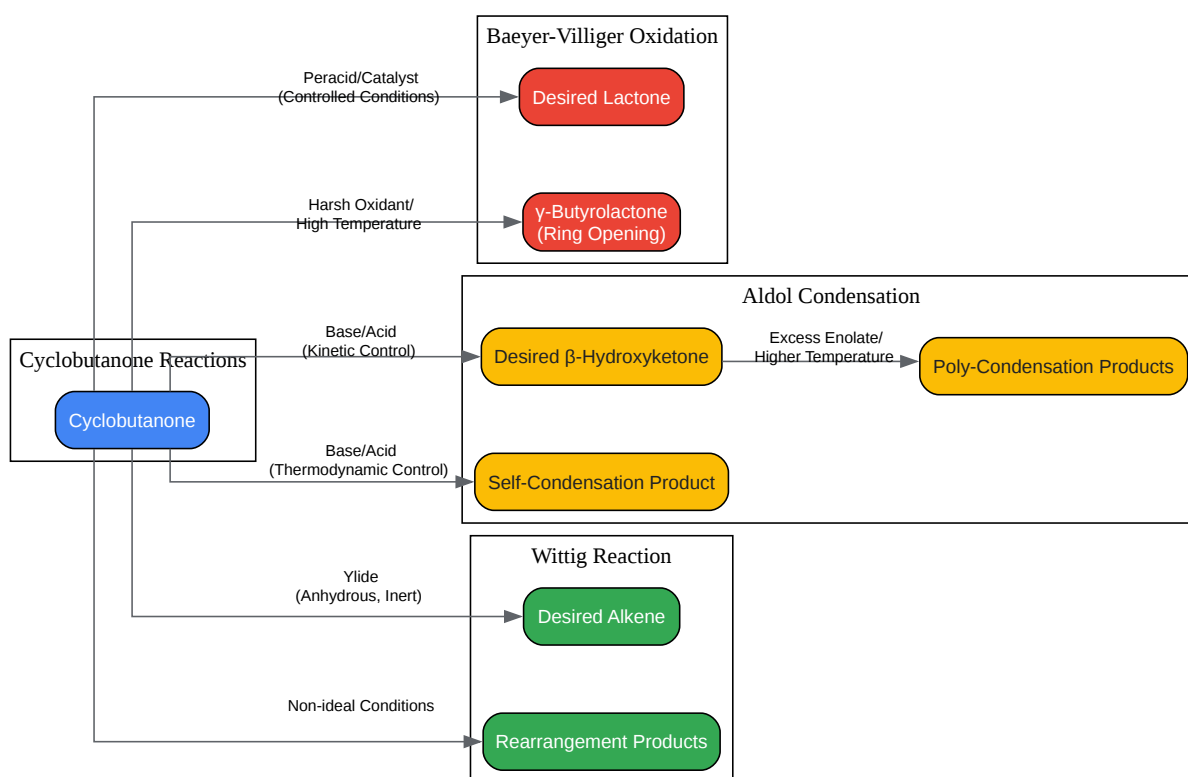 Baeyer-Villiger Oxidation
Peracid/Catalyst
(Controlled Conditions)
Desired Lactone
Harsh Oxidant/
High Temperature
γ-Butyrolactone
(Ring Opening)
Aldol Condensation
Cyclobutanone Reactions
Cyclobutanone
Base/Acid
(Kinetic Control)
Desired β-Hydroxyketone
Excess Enolate/
Higher Temperature
Poly-Condensation Products
Base/Acid
(Thermodynamic Control)
Self-Condensation Product
Wittig Reaction
Ylide
(Anhydrous, Inert)
Desired Alkene
Non-ideal Conditions
Rearrangement Products